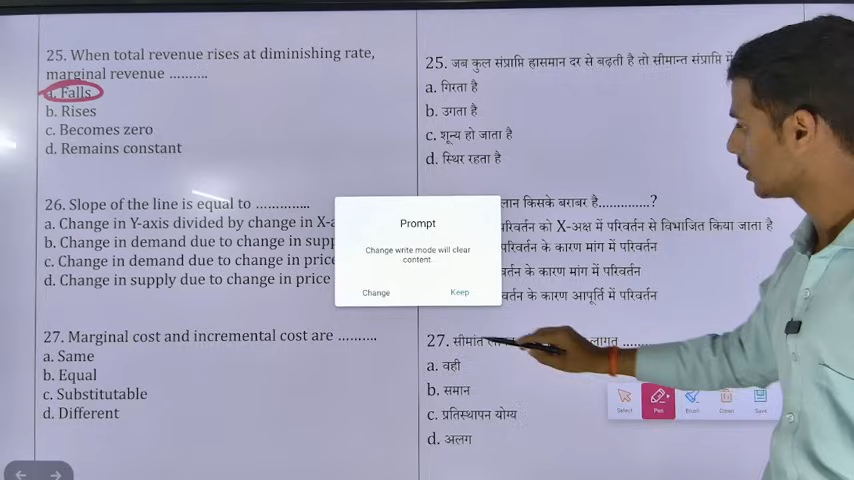 25. When total revenue rises at diminishing rate,
marginal revenue ..........
a. Falls
b. Rises
c. Becomes zero
d. Remains constant
26. Slope of the line is equal to ..............
a. Change in Y-axis divided by change in
b. Change in demand due to change in
c. Change in demand due to change in price
d. Change in supply due to change in price
27. Marginal cost and incremental cost are ..........
a. Same
b. Equal
c. Substitutable
d. Different
25. जब कुल संप्राप्ति ह्रासमान दर से बढ़ती है तो सीमान्त संप्राप्ति में
a. गिरता है
b. उगता है
c. शून्य हो जाता है
d. स्थिर रहता है
किसके बराबर है..............?
को X-अक्ष में परिवर्तन से विभाजित किया जाता है
परिवर्तन के कारण मांग में परिवर्तन
के कारण मांग में परिवर्तन
के कारण आपूर्ति में परिवर्तन
27. सीमांत
a. वही
b. समान
c. प्रतिस्थापन योग्य
d. अलग
Prompt
Change write mode will clear
content.
Change Keep
Select Pen Brush Clean Save